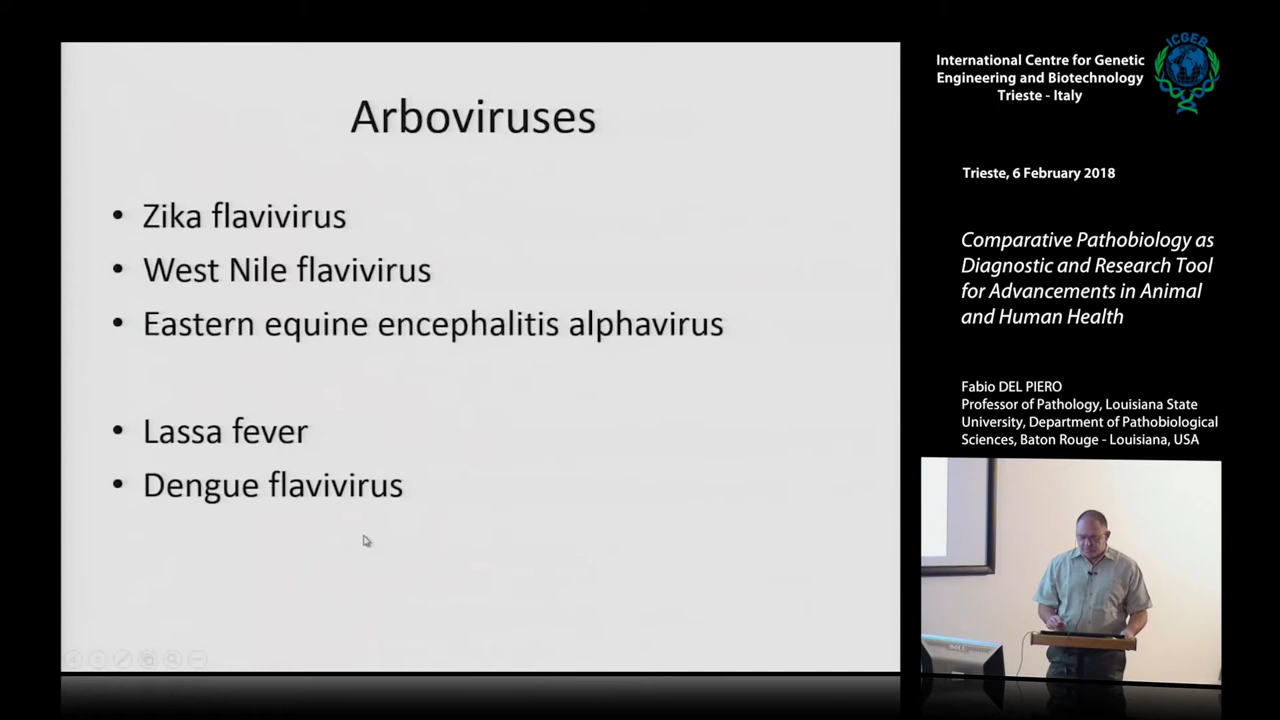 Arboviruses
• Zika flavivirus
• West Nile flavivirus
• Eastern equine encephalitis alphavirus
• Lassa fever
• Dengue flavivirus
International Centre for Genetic
Engineering and Biotechnology
Trieste - Italy
ICGEB
Trieste, 6 February 2018
Comparative Pathobiology as
Diagnostic and Research Tool
for Advancements in Animal
and Human Health
Fabio DEL PIERO
Professor of Pathology, Louisiana State
University, Department of Pathobiological
Sciences, Baton Rouge - Louisiana, USA
DELL